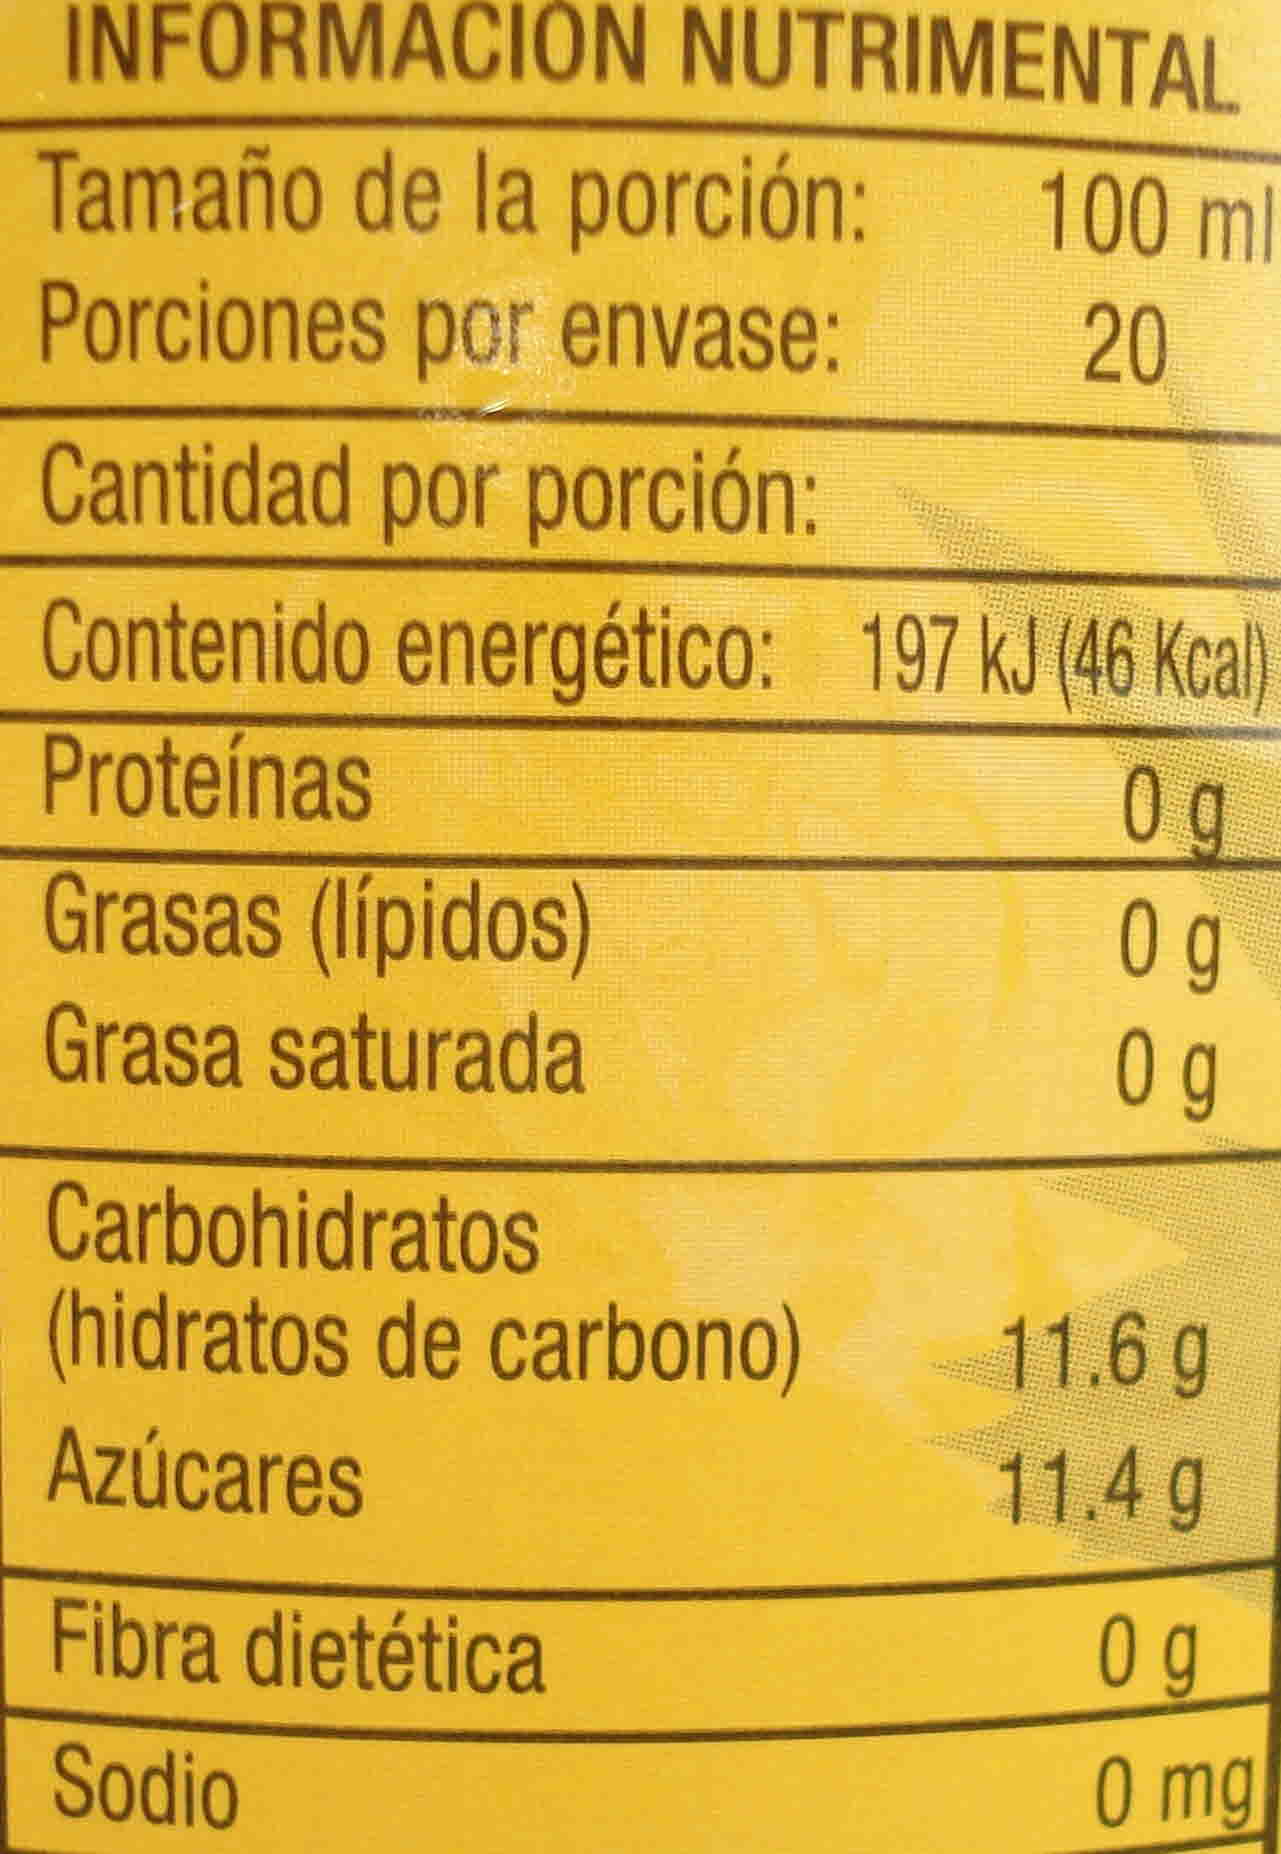 INFORMACIÓN NUTRIMENTAL
Tamaño de la porción: 100 ml
Porciones por envase: 20
Cantidad por porción:
Contenido energético: 197 kJ (46 Kcal)
Proteínas 0 g
Grasas (lípidos) 0 g
Grasa saturada 0 g
Carbohidratos
(hidratos de carbono) 11.6 g
Azúcares 11.4 g
Fibra dietética 0 g
Sodio 0 mg